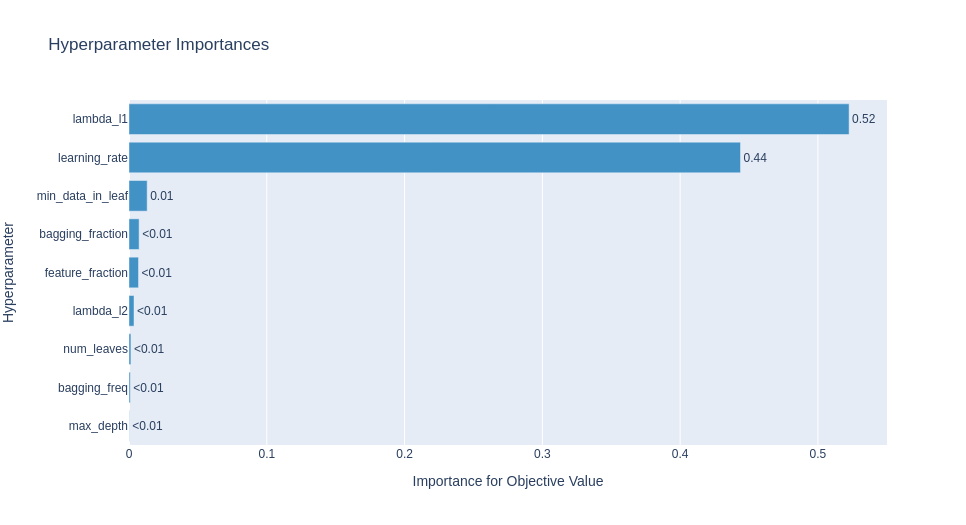 Hyperparameter Importances
Hyperparameter
lambda_l1 0.52
learning_rate 0.44
min_data_in_leaf 0.01
bagging_fraction <0.01
feature_fraction <0.01
lambda_l2 <0.01
num_leaves <0.01
bagging_freq <0.01
max_depth <0.01
0 0.1 0.2 0.3 0.4 0.5
Importance for Objective Value